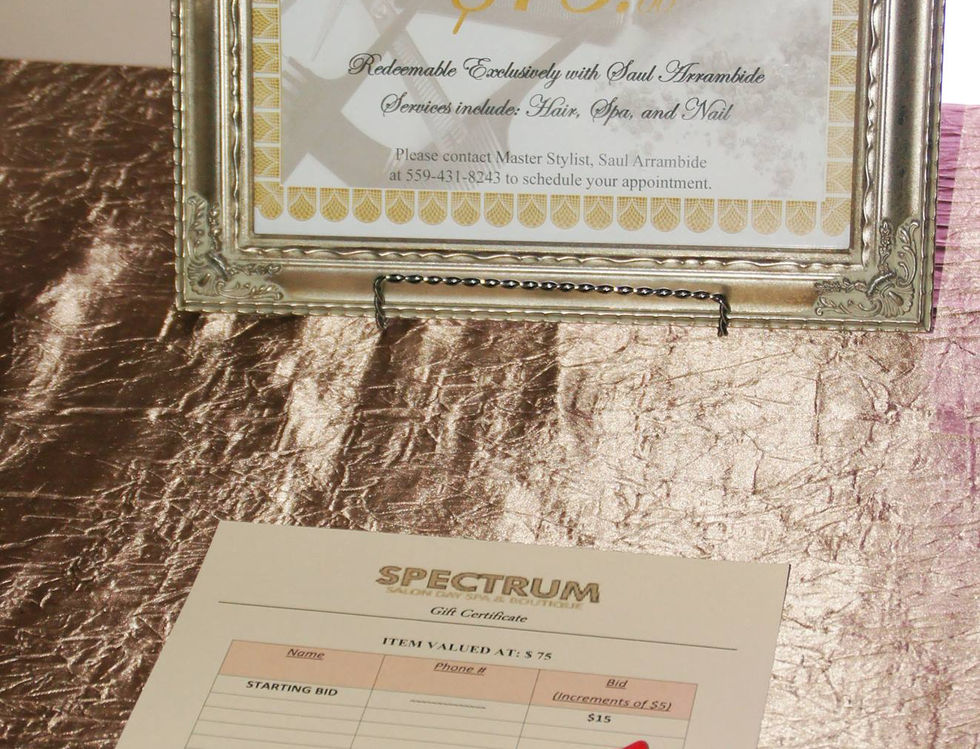 $75.00
Redeemable Exclusively with Saul Arrambide
Services include: Hair, Spa, and Nail
Please contact Master Stylist, Saul Arrambide
at 559-431-8243 to schedule your appointment.
SPECTRUM
SALON DAY SPA & BOUTIQUE
Gift Certificate
ITEM VALUED AT: $ 75
Name Phone # Bid
(Increments of $5)
STARTING BID ---------------- $15